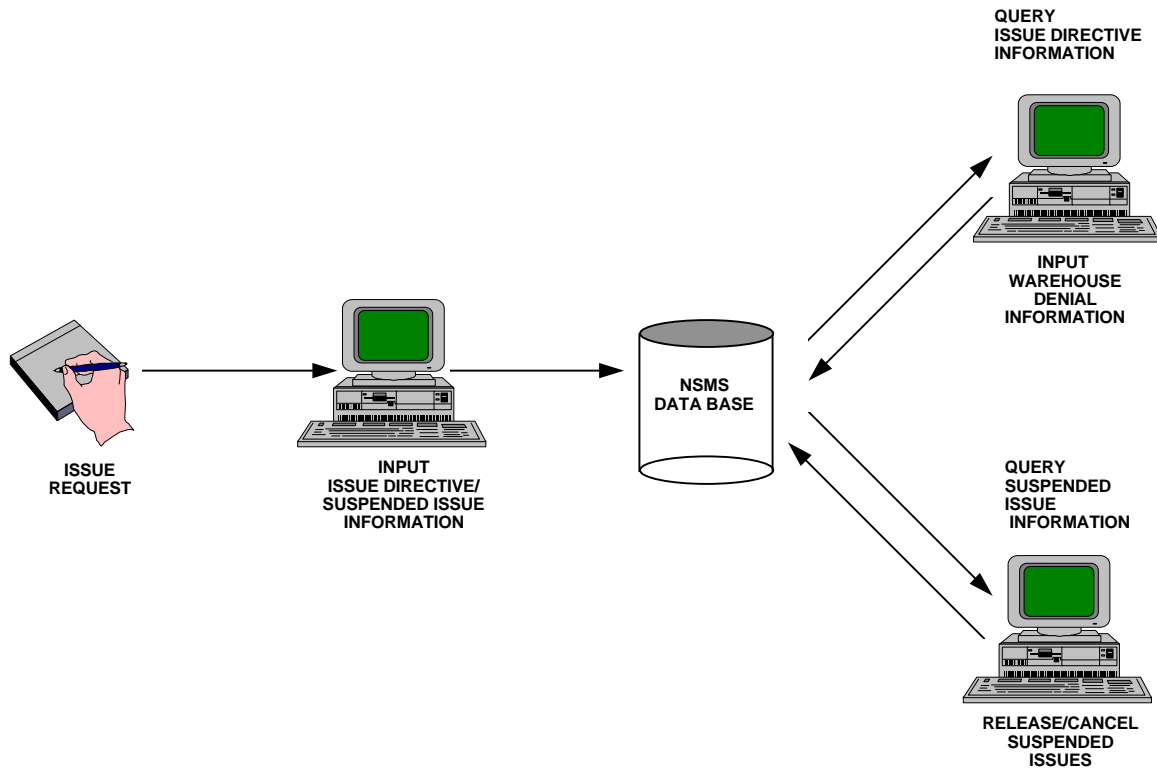 QUERY
ISSUE DIRECTIVE
INFORMATION
INPUT
WAREHOUSE
DENIAL
INFORMATION
NSMS
DATA BASE
ISSUE
REQUEST
INPUT
ISSUE DIRECTIVE/
SUSPENDED ISSUE
INFORMATION
QUERY
SUSPENDED
ISSUE
INFORMATION
RELEASE/CANCEL
SUSPENDED
ISSUES